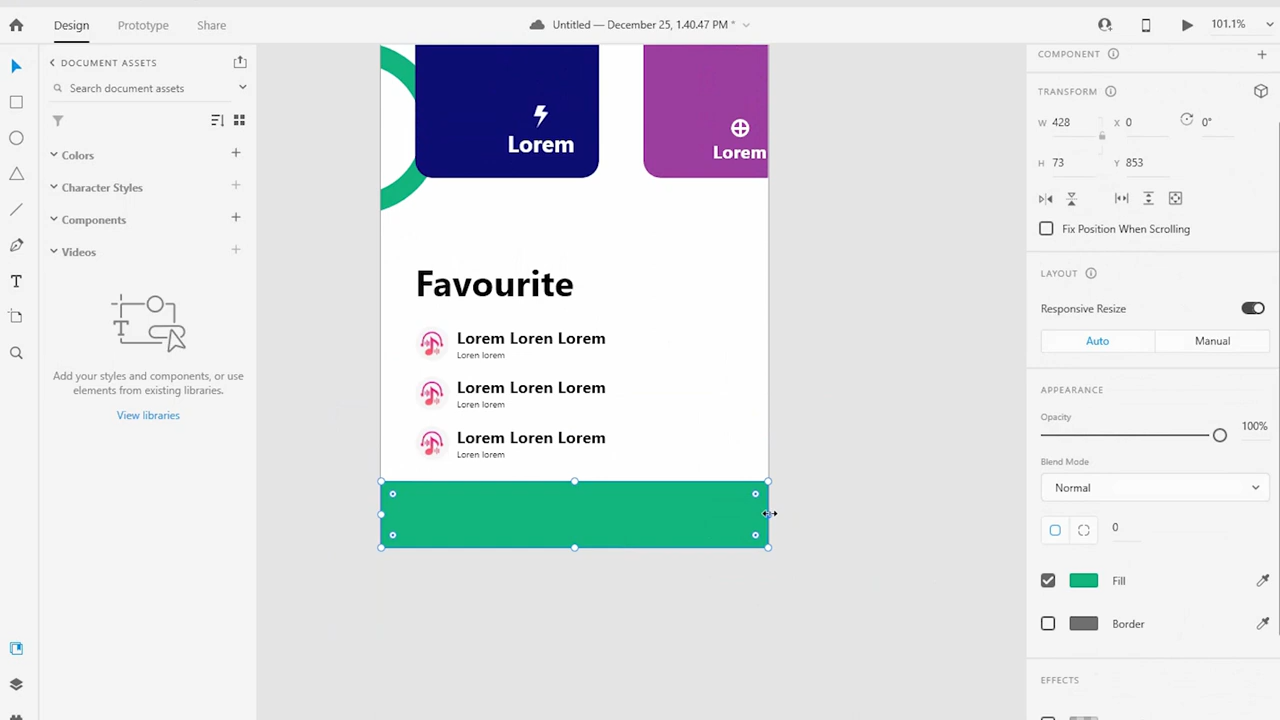 Design
Prototype
Share
Untitled — December 25, 1.40.47 PM *
101.1%
DOCUMENT ASSETS
Search document assets
Colors
Character Styles
Components
Videos
Add your styles and components, or use
elements from existing libraries.
View libraries
Lorem
Lorem
Favourite
Lorem Loren Lorem
Loren lorem
Lorem Loren Lorem
Loren lorem
Lorem Loren Lorem
Loren lorem
COMPONENT
TRANSFORM
W 428
X 0
0°
H 73
Y 853
Fix Position When Scrolling
LAYOUT
Responsive Resize
Auto
Manual
APPEARANCE
Opacity
100%
Blend Mode
Normal
0
Fill
Border
EFFECTS